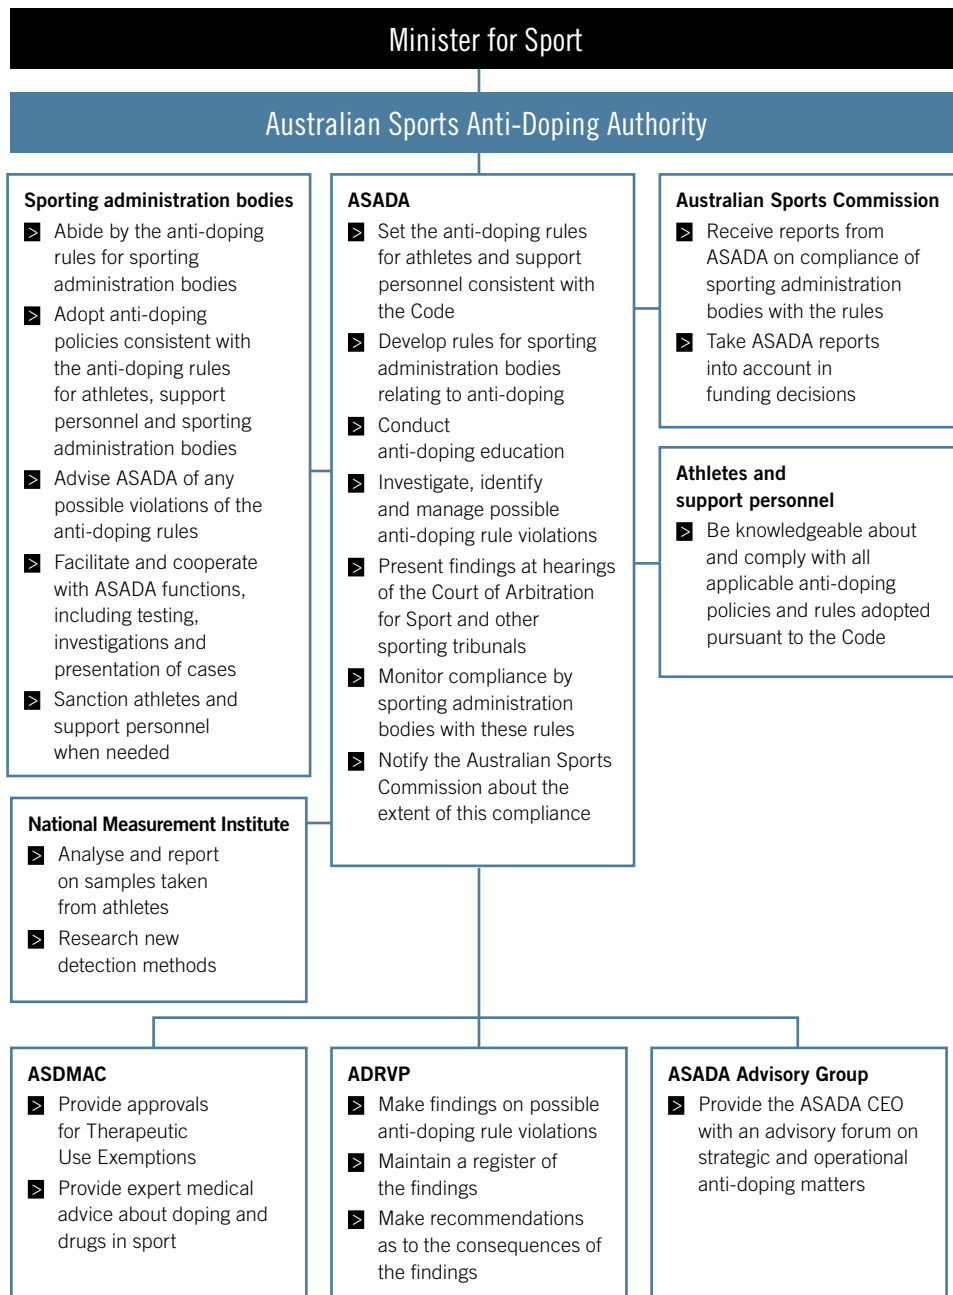 Minister for Sport
Australian Sports Anti-Doping Authority
Sporting administration bodies
Abide by the anti-doping
rules for sporting
administration bodies
Adopt anti-doping
policies consistent with
the anti-doping rules
for athletes, support
personnel and sporting
administration bodies
Advise ASADA of any
possible violations of the
anti-doping rules
Facilitate and cooperate
with ASADA functions,
including testing,
investigations and
presentation of cases
Sanction athletes and
support personnel
when needed
ASADA
Set the anti-doping rules
for athletes and support
personnel consistent with
the Code
Develop rules for sporting
administration bodies
relating to anti-doping
Conduct
anti-doping education
Investigate, identify
and manage possible
anti-doping rule violations
Present findings at hearings
of the Court of Arbitration
for Sport and other
sporting tribunals
Monitor compliance by
sporting administration
bodies with these rules
Notify the Australian Sports
Commission about the
extent of this compliance
Australian Sports Commission
Receive reports from
ASADA on compliance of
sporting administration
bodies with the rules
Take ASADA reports
into account in
funding decisions
Athletes and
support personnel
Be knowledgeable about
and comply with all
applicable anti-doping
policies and rules adopted
pursuant to the Code
National Measurement Institute
Analyse and report
on samples taken
from athletes
Research new
detection methods
ASDMAC
Provide approvals
for Therapeutic
Use Exemptions
Provide expert medical
advice about doping and
drugs in sport
ADRVP
Make findings on possible
anti-doping rule violations
Maintain a register of
the findings
Make recommendations
as to the consequences of
the findings
ASADA Advisory Group
Provide the ASADA CEO
with an advisory forum on
strategic and operational
anti-doping matters